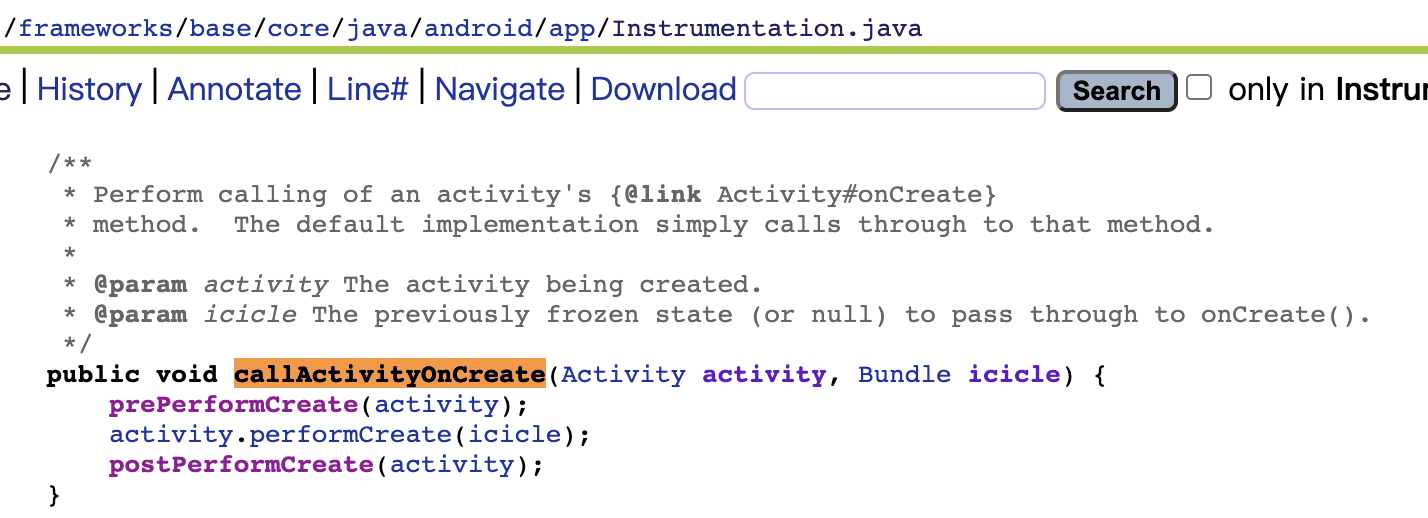 /frameworks/base/core/java/android/app/Instrumentation.java
e | History | Annotate | Line# | Navigate | Download Search only in Instrur
/**
 * Perform calling of an activity's {@link Activity#onCreate}
 * method.  The default implementation simply calls through to that method.
 *
 * @param activity The activity being created.
 * @param icicle The previously frozen state (or null) to pass through to onCreate().
 */
public void callActivityOnCreate(Activity activity, Bundle icicle) {
    prePerformCreate(activity);
    activity.performCreate(icicle);
    postPerformCreate(activity);
}